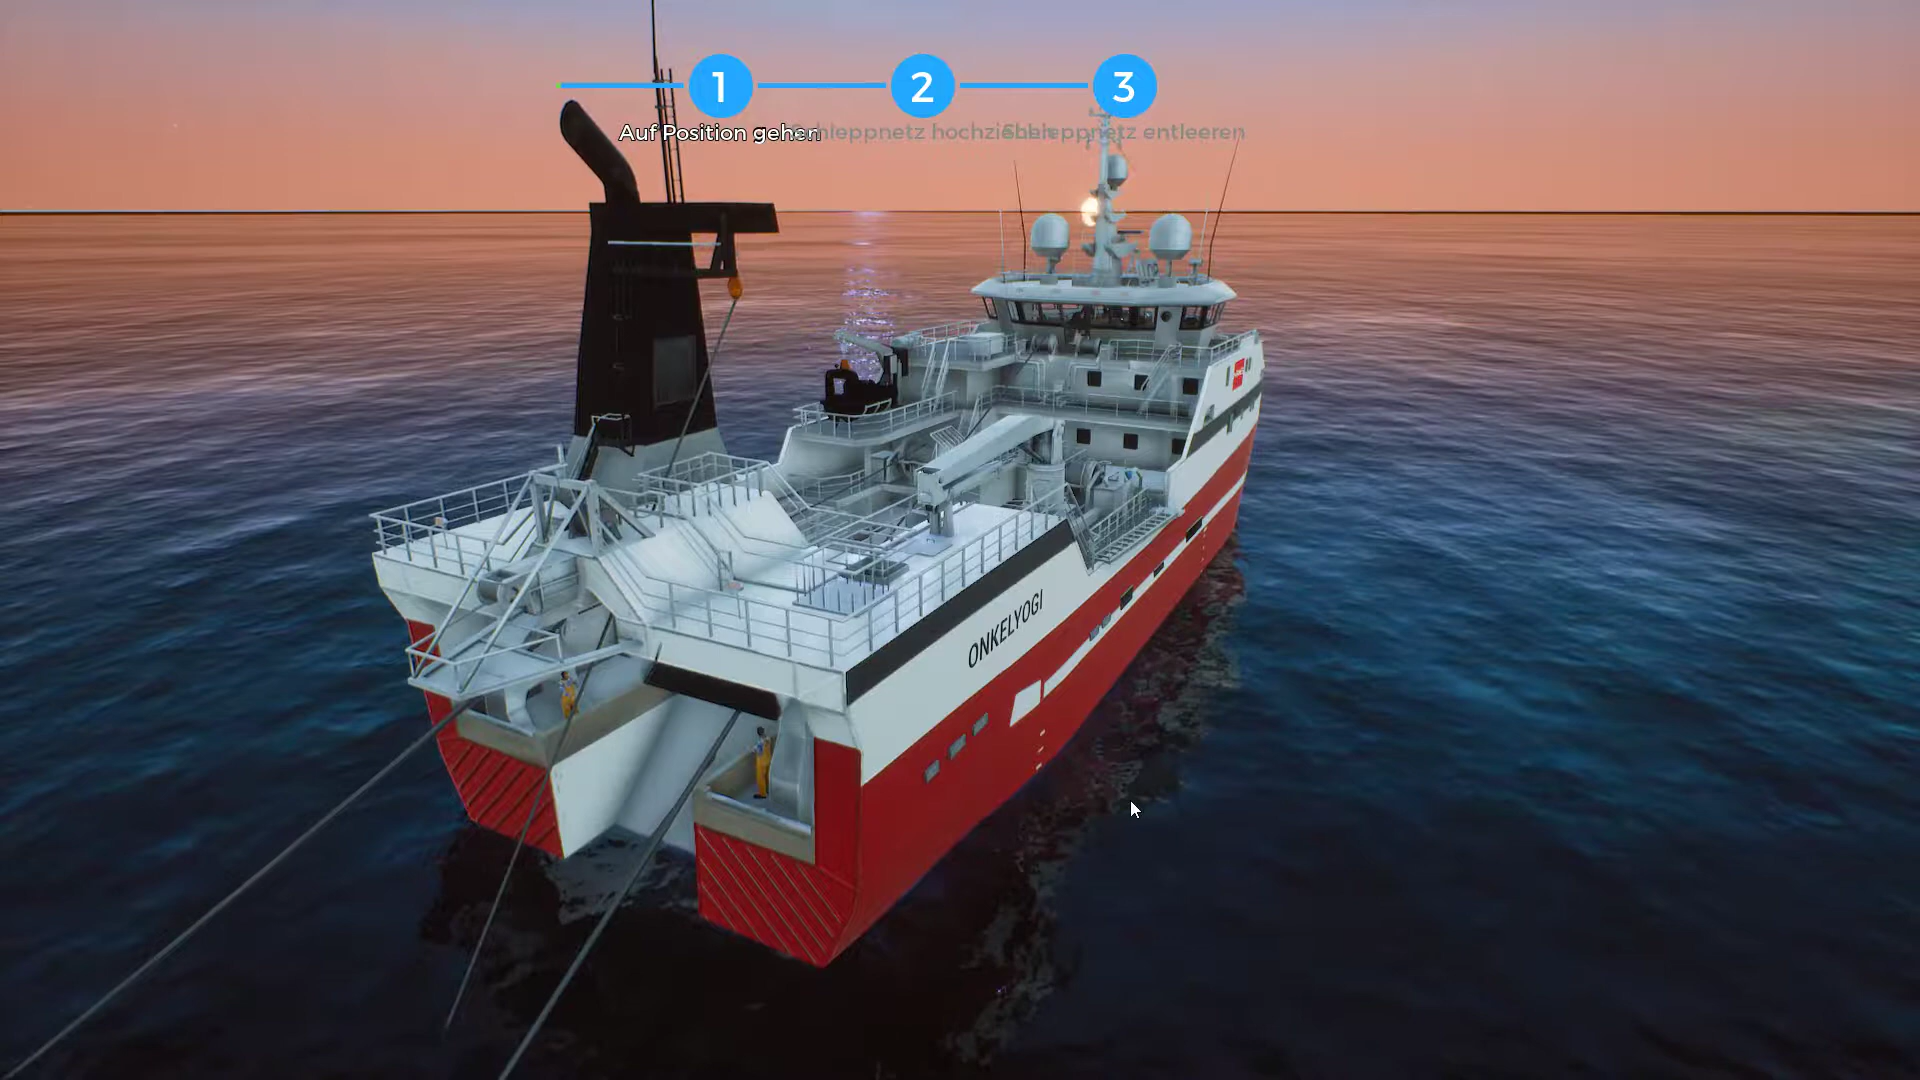 1
2
3
Auf Position gehen
Schleppnetz hochziehen
Schleppnetz entleeren
ONKELYOGI